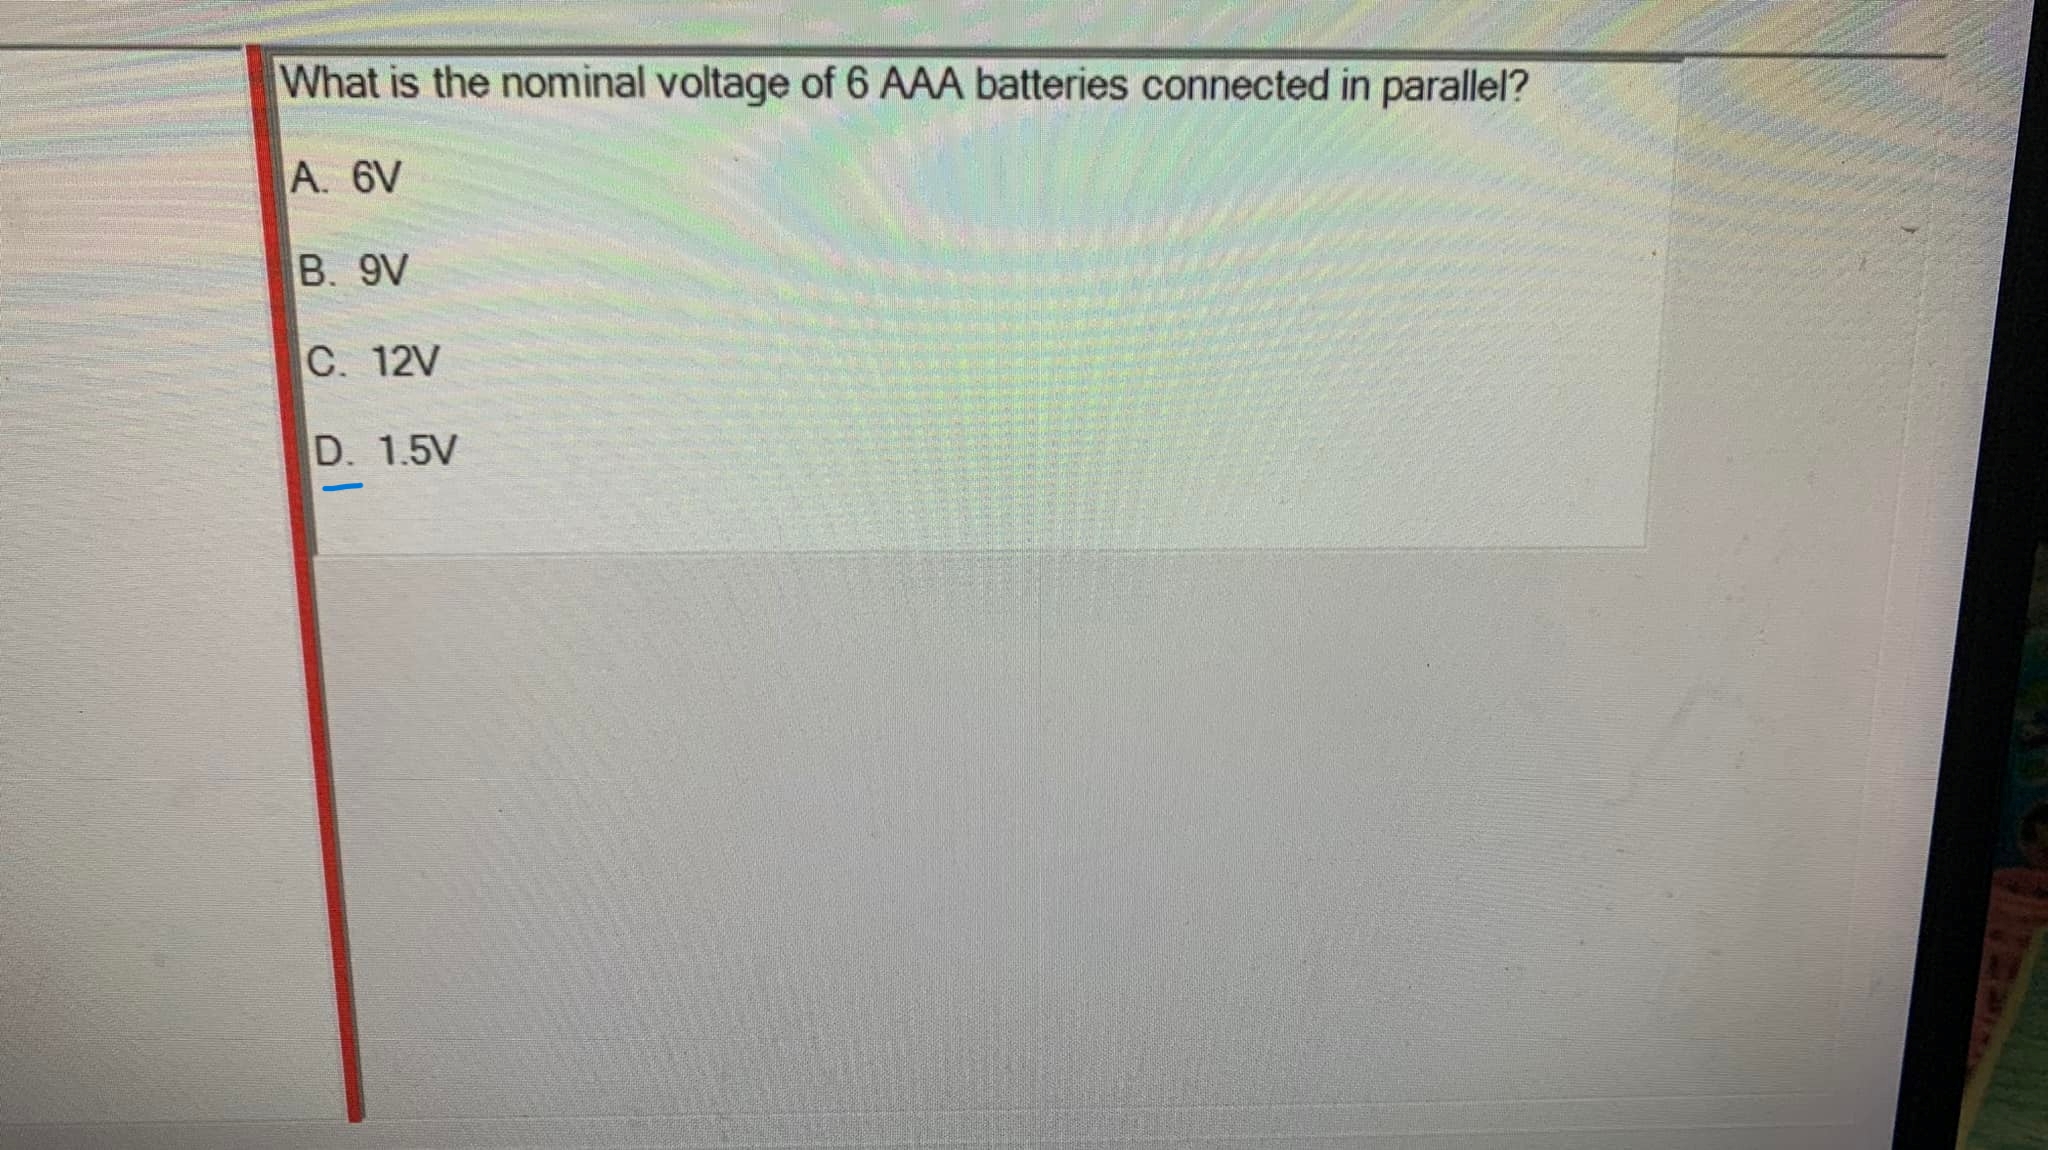 What is the nominal voltage of 6 AAA batteries connected in parallel?
A. 6V
B. 9V
C. 12V
D. 1.5V